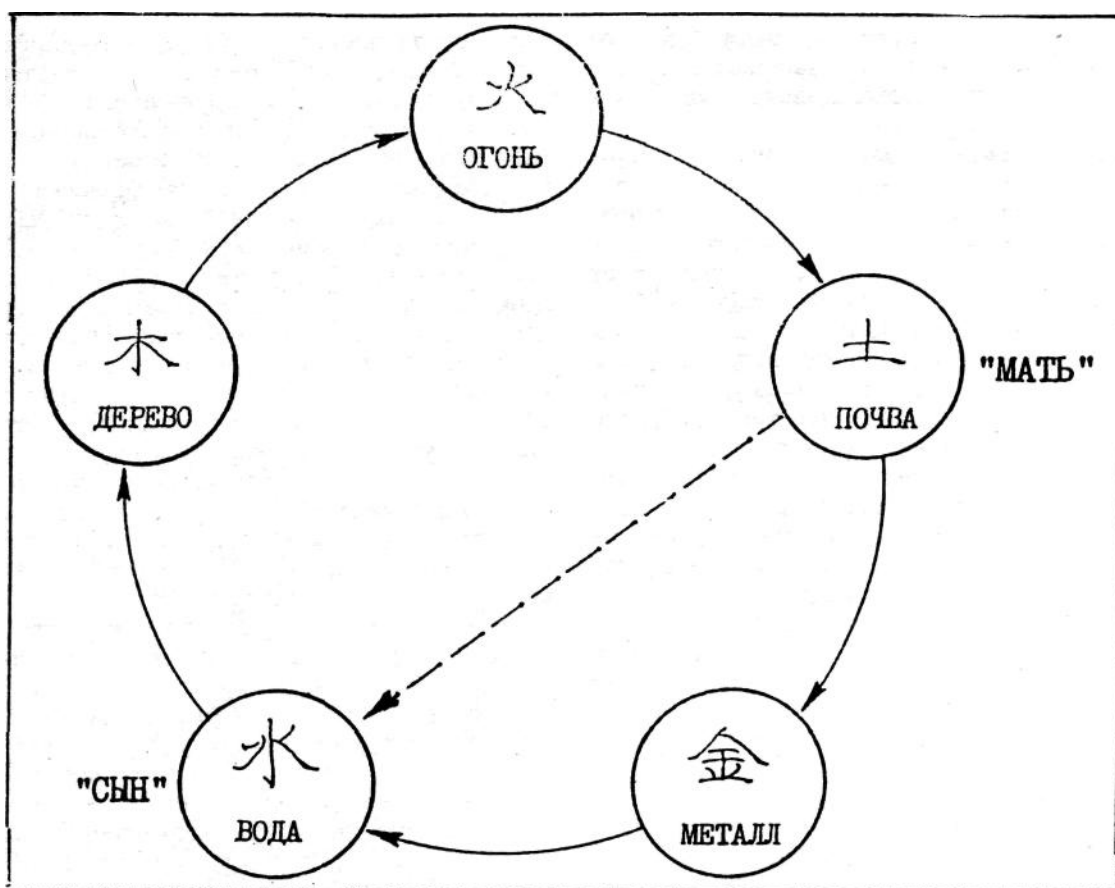 火
ОГОНЬ
木
ДЕРЕВО
土
ПОЧВА
"МАТЬ"
水
ВОДА
"СЫН"
金
МЕТАЛЛ